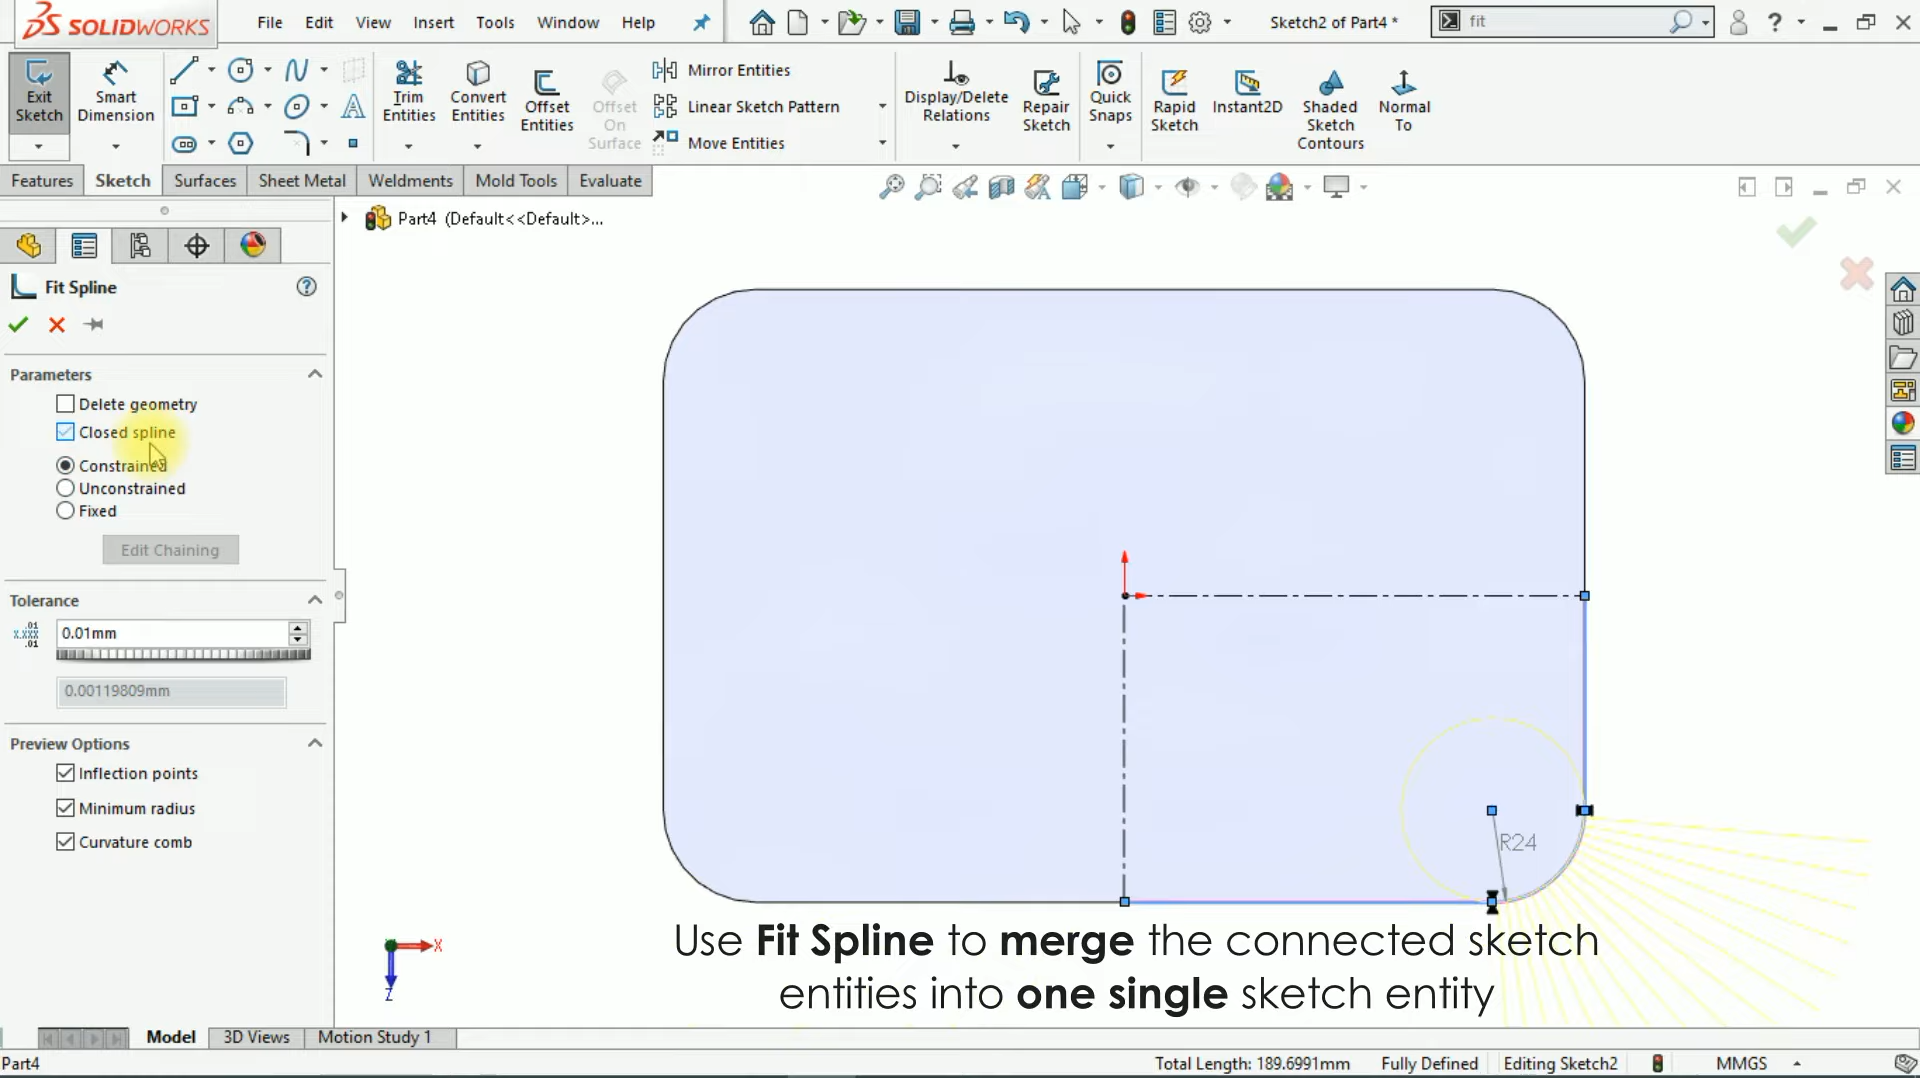 SOLIDWORKS
File Edit View Insert Tools Window Help
Sketch2 of Part4 *
fit
?
Exit Sketch
Smart Dimension
Trim Entities
Convert Entities
Offset Entities
Offset On Surface
Mirror Entities
Linear Sketch Pattern
Move Entities
Display/Delete Relations
Repair Sketch
Quick Snaps
Rapid Sketch
Instant2D
Shaded Sketch Contours
Normal To
Features Sketch Surfaces Sheet Metal Weldments Mold Tools Evaluate
Part4 (Default<<Default>...
Fit Spline
?
Parameters
Delete geometry
Closed spline
Constrained
Unconstrained
Fixed
Edit Chaining
Tolerance
.01
x.xxx
.01
0.01mm
0.00119809mm
Preview Options
Inflection points
Minimum radius
Curvature comb
R24
X
Z
Use Fit Spline to merge the connected sketch
entities into one single sketch entity
Model 3D Views Motion Study 1
Part4
Total Length: 189.6991mm Fully Defined Editing Sketch2 MMGS